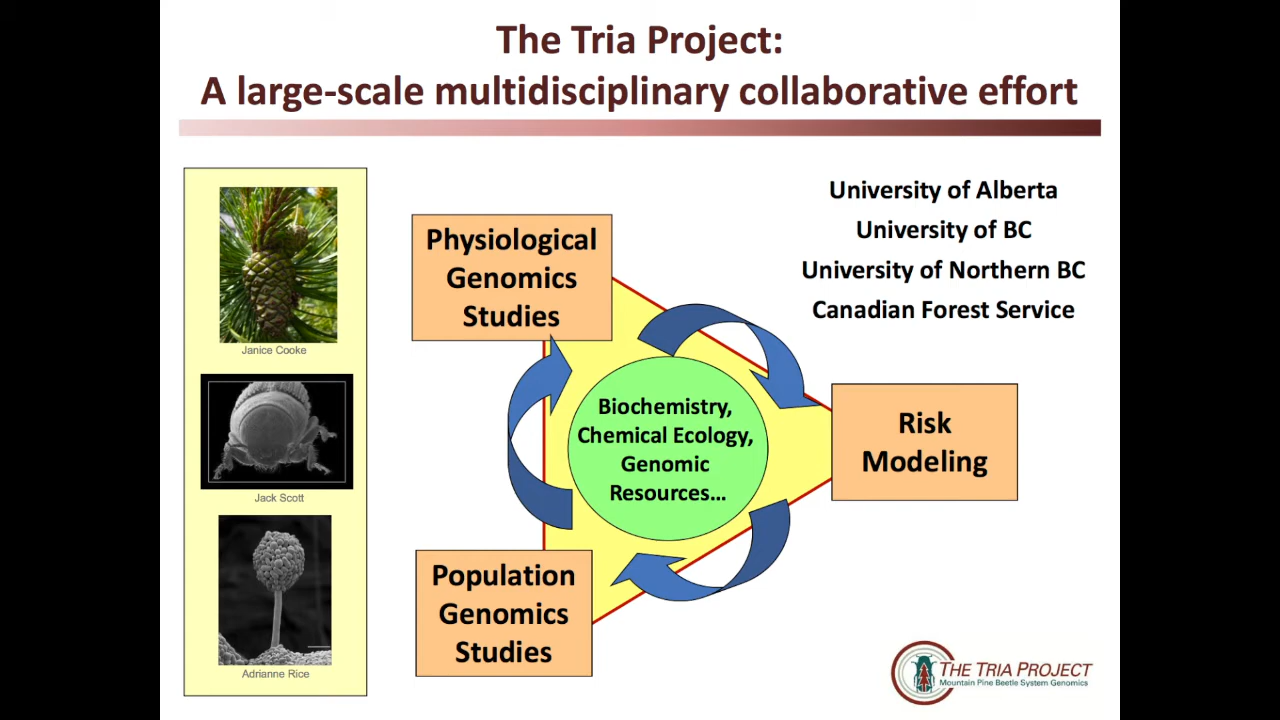 The Tria Project:
A large-scale multidisciplinary collaborative effort
Janice Cooke
Jack Scott
Adrianne Rice
Physiological
Genomics
Studies
Biochemistry,
Chemical Ecology,
Genomic
Resources…
Population
Genomics
Studies
Risk
Modeling
University of Alberta
University of BC
University of Northern BC
Canadian Forest Service
THE TRIA PROJECT
Mountain Pine Beetle System Genomics